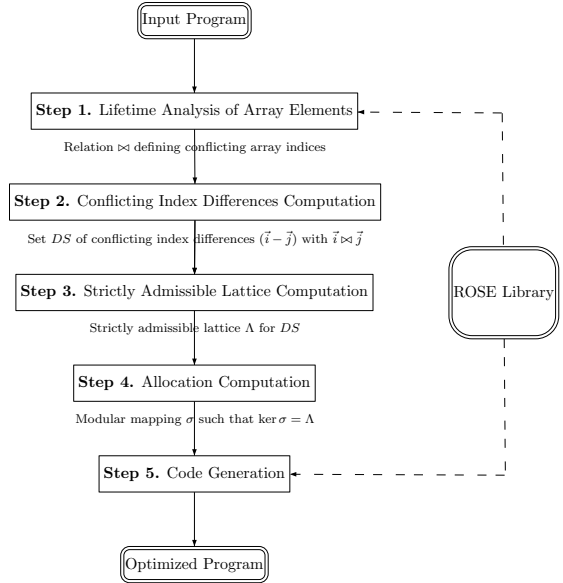 Input Program
Step 1. Lifetime Analysis of Array Elements
Relation ⋈ defining conflicting array indices
Step 2. Conflicting Index Differences Computation
Set DS of conflicting index differences (i⃗ − j⃗) with i⃗ ⋈ j⃗
Step 3. Strictly Admissible Lattice Computation
ROSE Library
Strictly admissible lattice Λ for DS
Step 4. Allocation Computation
Modular mapping σ such that ker σ = Λ
Step 5. Code Generation
Optimized Program